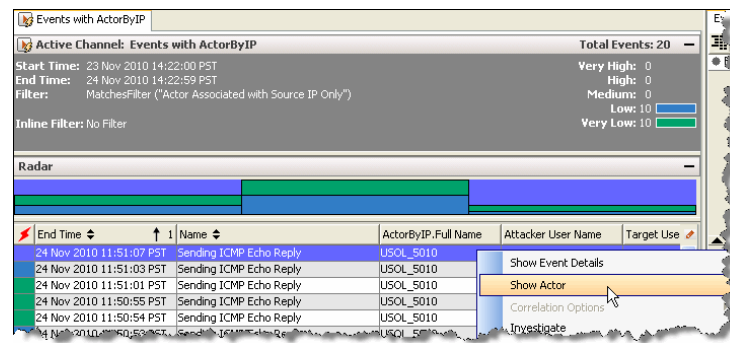 Events with ActorByIP
Active Channel: Events with ActorByIP Total Events: 20
Start Time: 23 Nov 2010 14:22:00 PST Very High: 0
End Time: 24 Nov 2010 14:22:59 PST High: 0
Filter: MatchesFilter ("Actor Associated with Source IP Only") Medium: 0
Low: 10
Inline Filter: No Filter Very Low: 10
Radar
End Time 1 Name ActorByIP.Full Name Attacker User Name Target Use
24 Nov 2010 11:51:07 PST Sending ICMP Echo Reply USOL_5010
Show Event Details
24 Nov 2010 11:51:03 PST Sending ICMP Echo Reply USOL_5010
24 Nov 2010 11:51:01 PST Sending ICMP Echo Reply USOL_5010
Show Actor
24 Nov 2010 11:50:55 PST Sending ICMP Echo Reply USOL_5010
Correlation Options
24 Nov 2010 11:50:54 PST Sending ICMP Echo Reply USOL_5010
Investigate